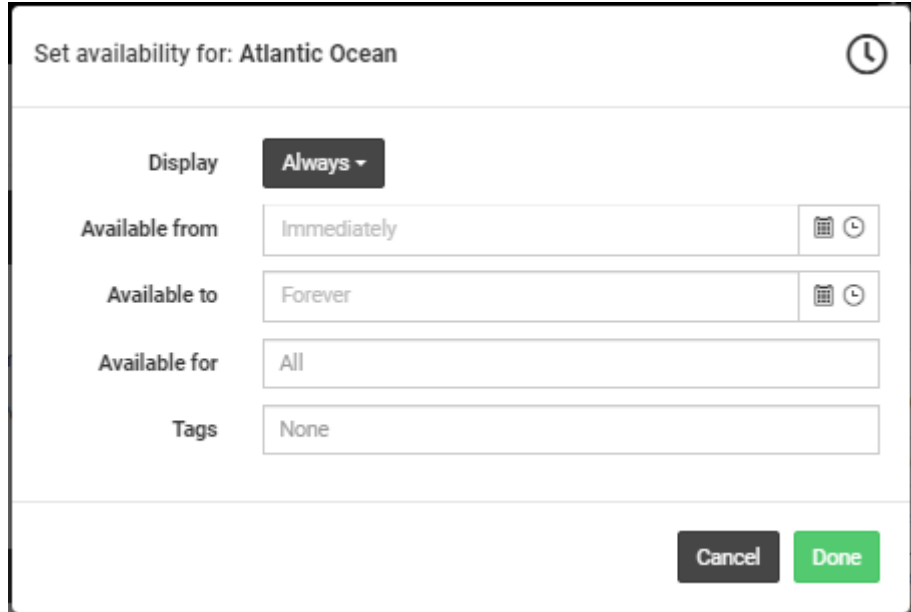 Set availability for: Atlantic Ocean
Display Always
Available from Immediately
Available to Forever
Available for All
Tags None
Cancel Done